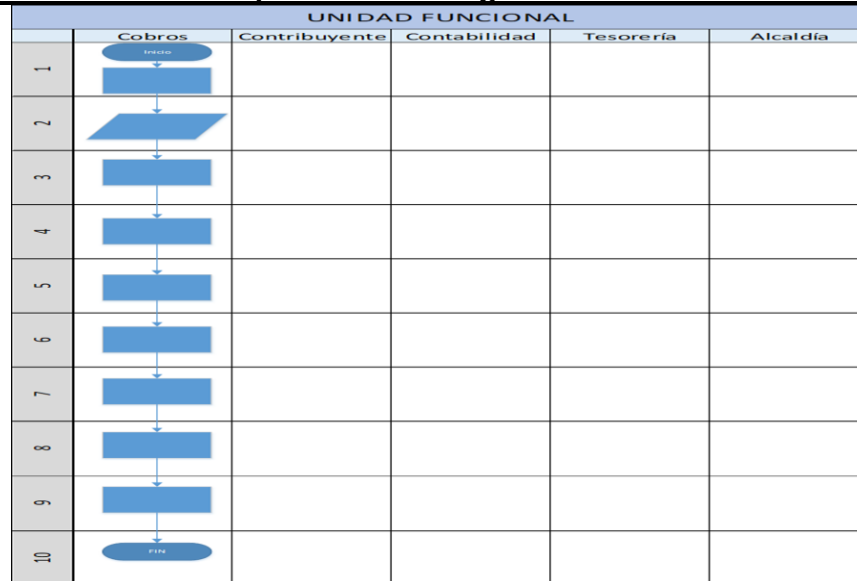 UNIDAD FUNCIONAL
Cobros Contribuyente Contabilidad Tesorería Alcaldía
Inicio
1
2
3
4
5
6
7
8
9
10
FIN